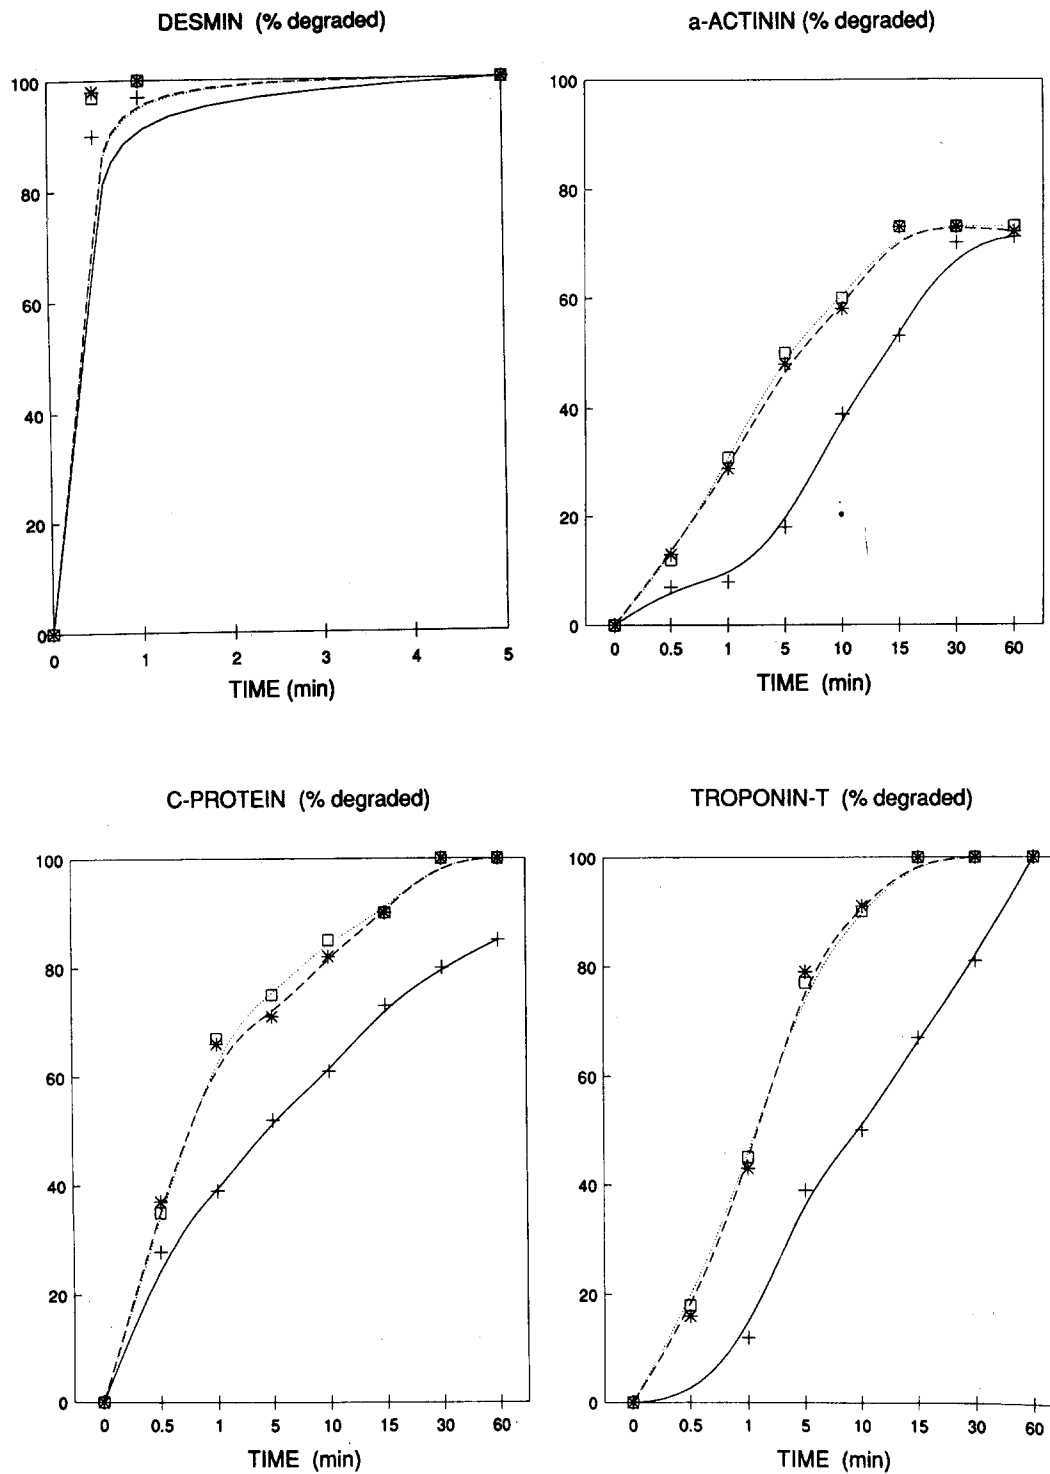 DESMIN (% degraded)
100
80
60
40
20
0
0 1 2 3 4 5
TIME (min)
a-ACTININ (% degraded)
100
80
60
40
20
0
0 0.5 1 5 10 15 30 60
TIME (min)
C-PROTEIN (% degraded)
100
80
60
40
20
0
0 0.5 1 5 10 15 30 60
TIME (min)
TROPONIN-T (% degraded)
100
80
60
40
20
0
0 0.5 1 5 10 15 30 60
TIME (min)